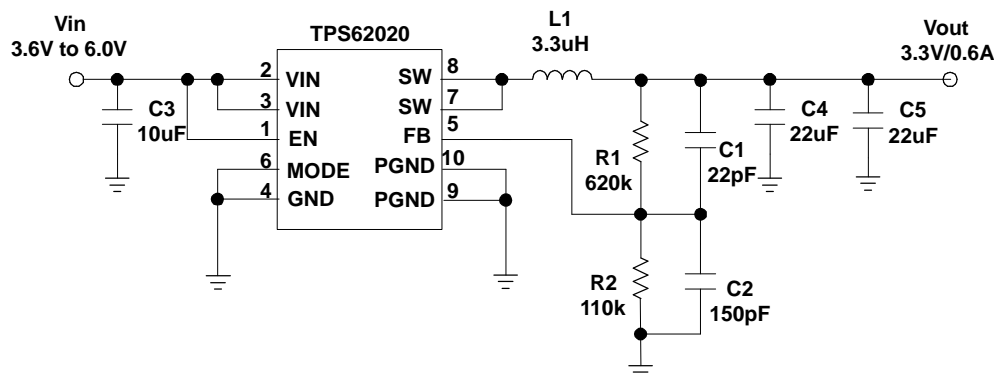 Vin
3.6V to 6.0V
TPS62020
L1
3.3uH
Vout
3.3V/0.6A
2 VIN SW 8
3 VIN SW 7
1 EN FB 5
6 MODE PGND 10
4 GND PGND 9
C3
10uF
R1
620k
C1
22pF
C4
22uF
C5
22uF
R2
110k
C2
150pF